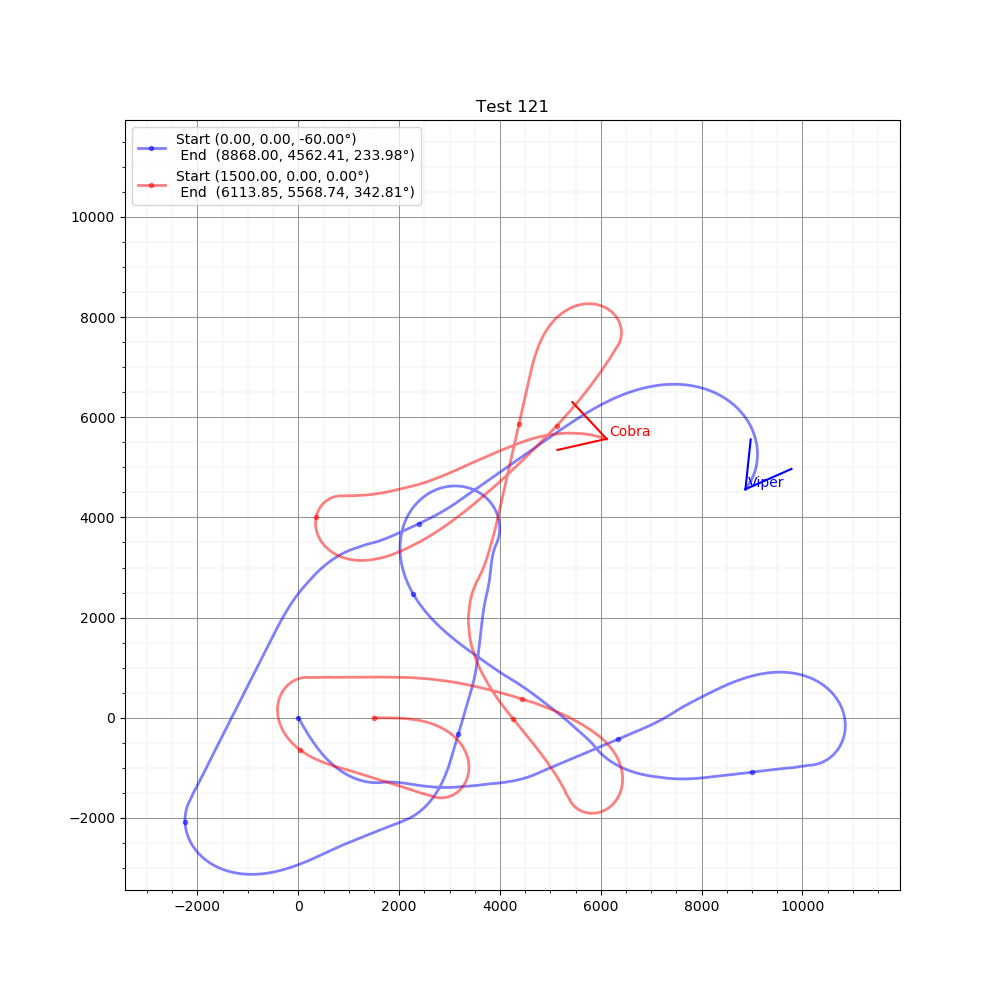 Test 121
Start (0.00, 0.00, -60.00°)
End (8868.00, 4562.41, 233.98°)
Start (1500.00, 0.00, 0.00°)
End (6113.85, 5568.74, 342.81°)
10000
8000
6000
4000
2000
0
−2000
Cobra
Viper
−2000 0 2000 4000 6000 8000 10000